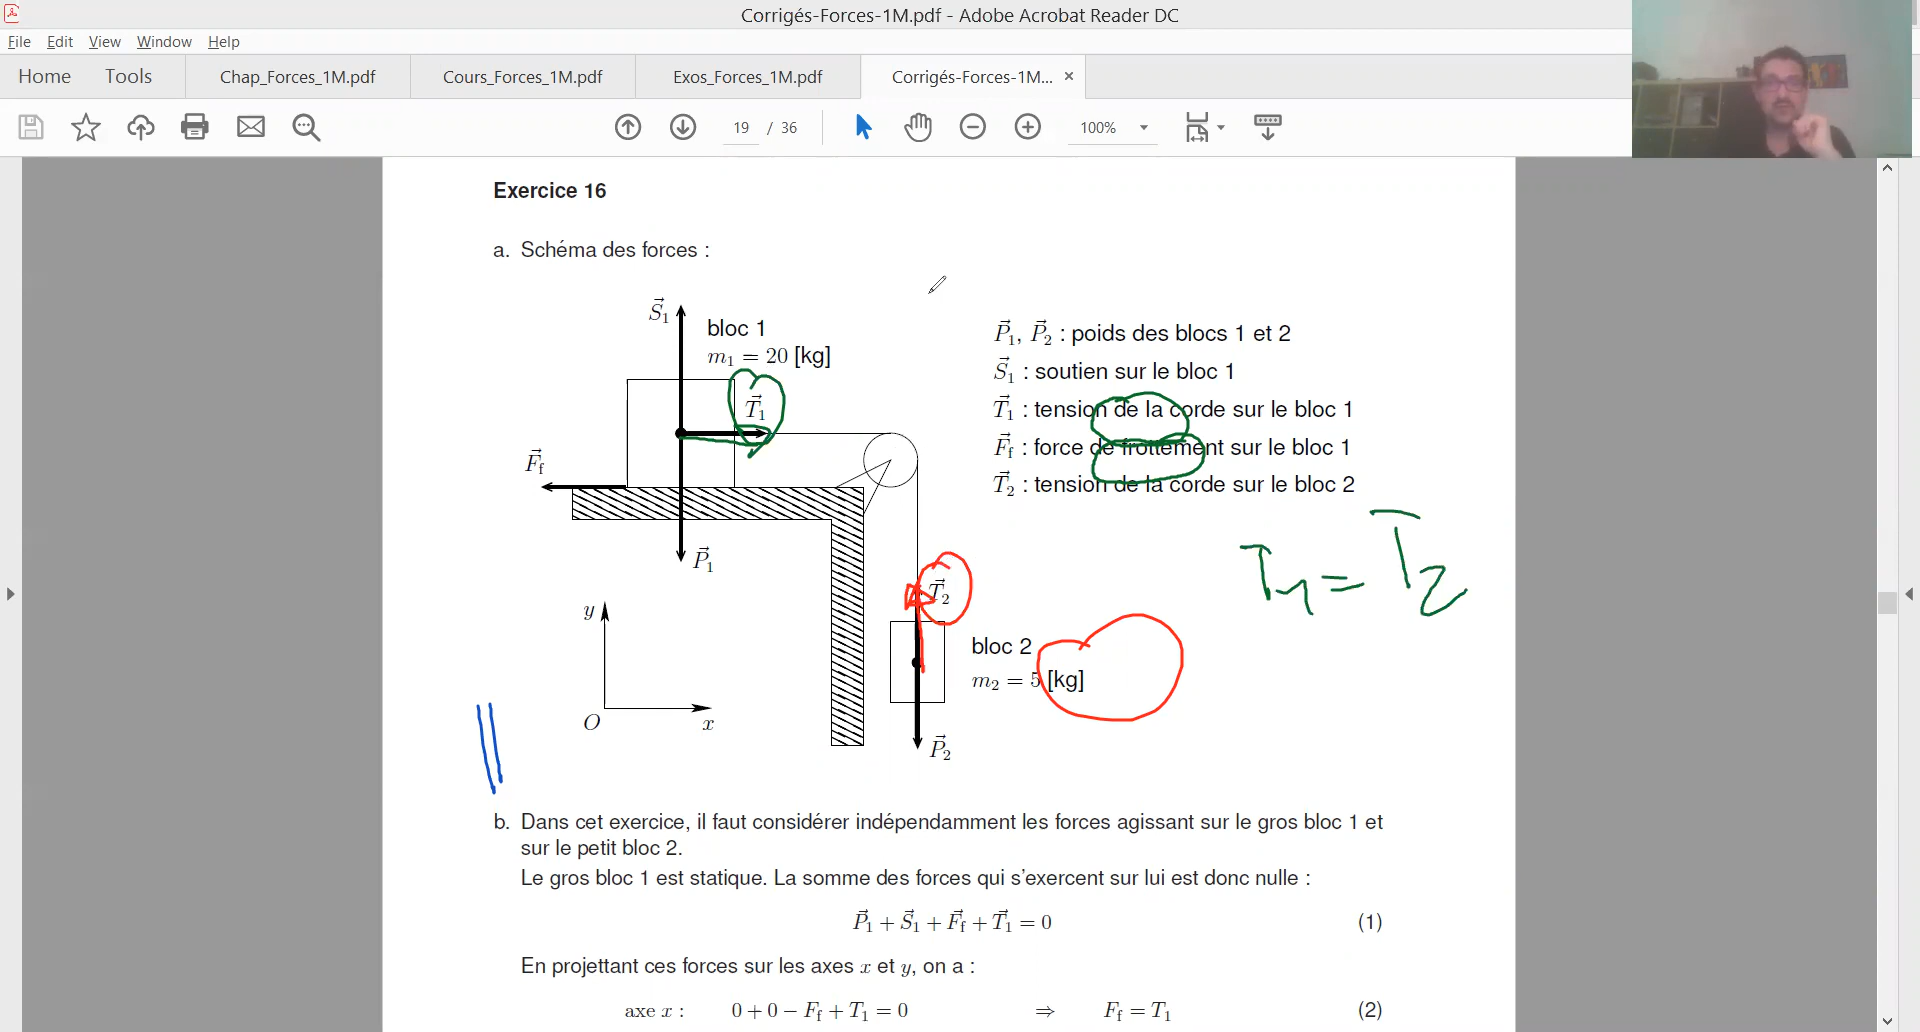 Corrigés-Forces-1M.pdf - Adobe Acrobat Reader DC
File Edit View Window Help
Home Tools Chap_Forces_1M.pdf Cours_Forces_1M.pdf Exos_Forces_1M.pdf Corrigés-Forces-1M... ×
19 / 36 100%
Exercice 16
a. Schéma des forces :
S⃗₁
bloc 1
m₁ = 20 [kg]
T⃗₁
F⃗f
P⃗₁
P⃗₁, P⃗₂ : poids des blocs 1 et 2
S⃗₁ : soutien sur le bloc 1
T⃗₁ : tension de la corde sur le bloc 1
F⃗f : force de frottement sur le bloc 1
T⃗₂ : tension de la corde sur le bloc 2
T₁ = T₂
T⃗₂
y
O x
bloc 2
m₂ = 5 [kg]
P⃗₂
b. Dans cet exercice, il faut considérer indépendamment les forces agissant sur le gros bloc 1 et
sur le petit bloc 2.
Le gros bloc 1 est statique. La somme des forces qui s'exercent sur lui est donc nulle :
P⃗₁ + S⃗₁ + F⃗f + T⃗₁ = 0 (1)
En projettant ces forces sur les axes x et y, on a :
axe x : 0 + 0 − Ff + T₁ = 0 ⇒ Ff = T₁ (2)